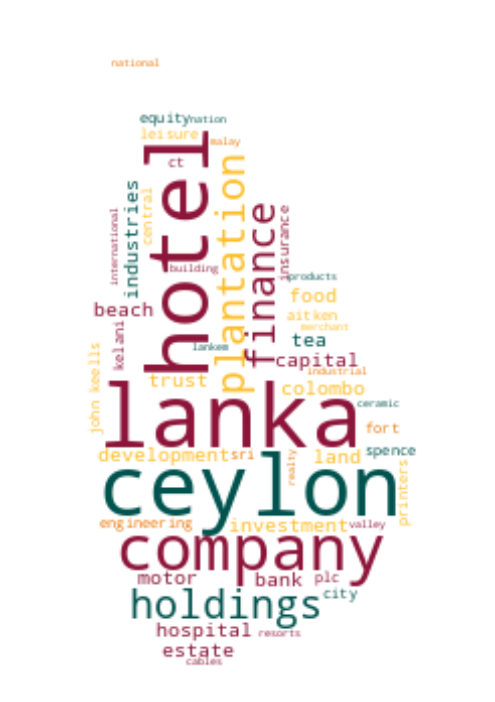 national
equity nation
leisure malay
ct
hotel
plantation
industries
central
international
finance
insurance
building
products
food
beach
aitken
merchant
kelani
tea
lankem
capital
john keells
trust
industrial
colombo
lanka
ceramic
fort
development sri
realty
land
spence
ceylon
printers
engineering
investment valley
company
motor
bank plc
city
holdings
hospital resorts
estate
cables